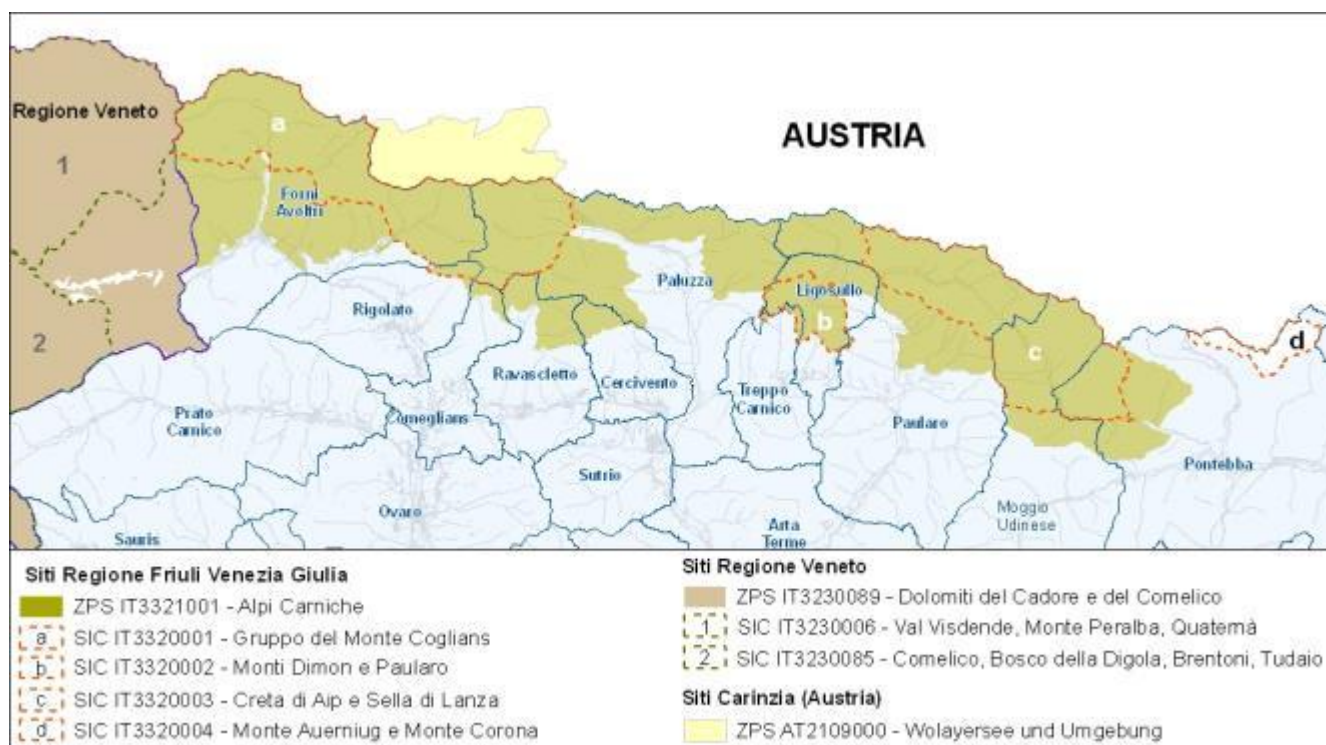 Regione Veneto
1
2
a
AUSTRIA
Forni
Avoltri
Paluzza
Ligosullo
b
d
c
Rigolato
Ravascletto
Cercivento
Treppo
Carnico
Prato
Carnico
Comeglians
Paularo
Pontebba
Sutrio
Moggio
Udinese
Ovaro
Arta
Terme
Sauris
Siti Regione Friuli Venezia Giulia
ZPS IT3321001 - Alpi Carniche
a SIC IT3320001 - Gruppo del Monte Coglians
b SIC IT3320002 - Monti Dimon e Paularo
c SIC IT3320003 - Creta di Aip e Sella di Lanza
d SIC IT3320004 - Monte Auerniug e Monte Corona
Siti Regione Veneto
ZPS IT3230089 - Dolomiti del Cadore e del Comelico
1 SIC IT3230006 - Val Visdende, Monte Peralba, Quaternà
2 SIC IT3230085 - Comelico, Bosco della Digola, Brentoni, Tudaio
Siti Carinzia (Austria)
ZPS AT2109000 - Wolayersee und Umgebung